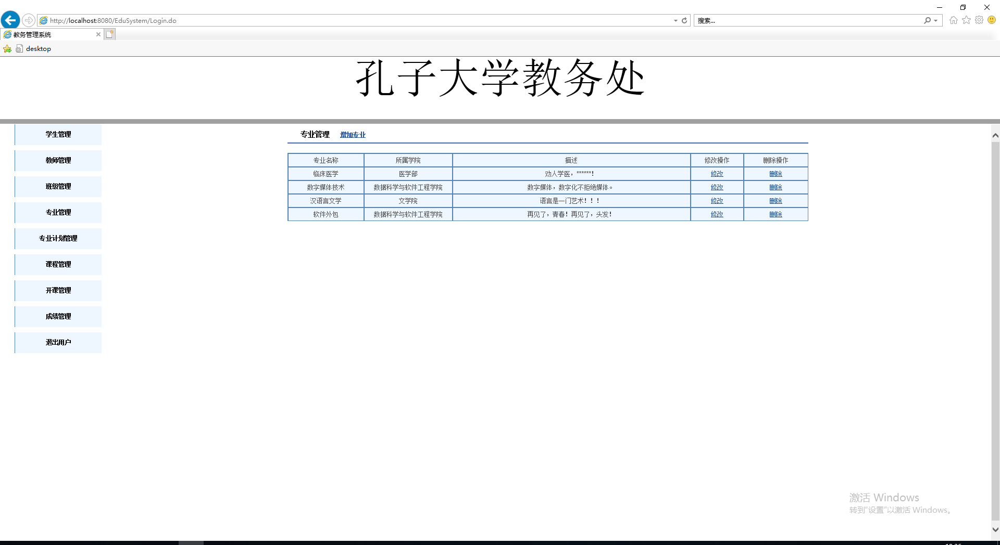 http://localhost:8080/EduSystem/Login.do
搜索...
教务管理系统
desktop
孔子大学教务处
学生管理
教师管理
班级管理
专业管理
专业计划管理
课程管理
开课管理
成绩管理
退出用户
专业管理 增加专业
专业名称 所属学院 描述 修改操作 删除操作
临床医学 医学部 劝人学医，******！ 修改 删除
数字媒体技术 数据科学与软件工程学院 数字媒体，数字化不拒绝媒体。 修改 删除
汉语言文学 文学院 语言是一门艺术！！！ 修改 删除
软件外包 数据科学与软件工程学院 再见了，青春！再见了，头发！ 修改 删除
激活 Windows
转到"设置"以激活 Windows。